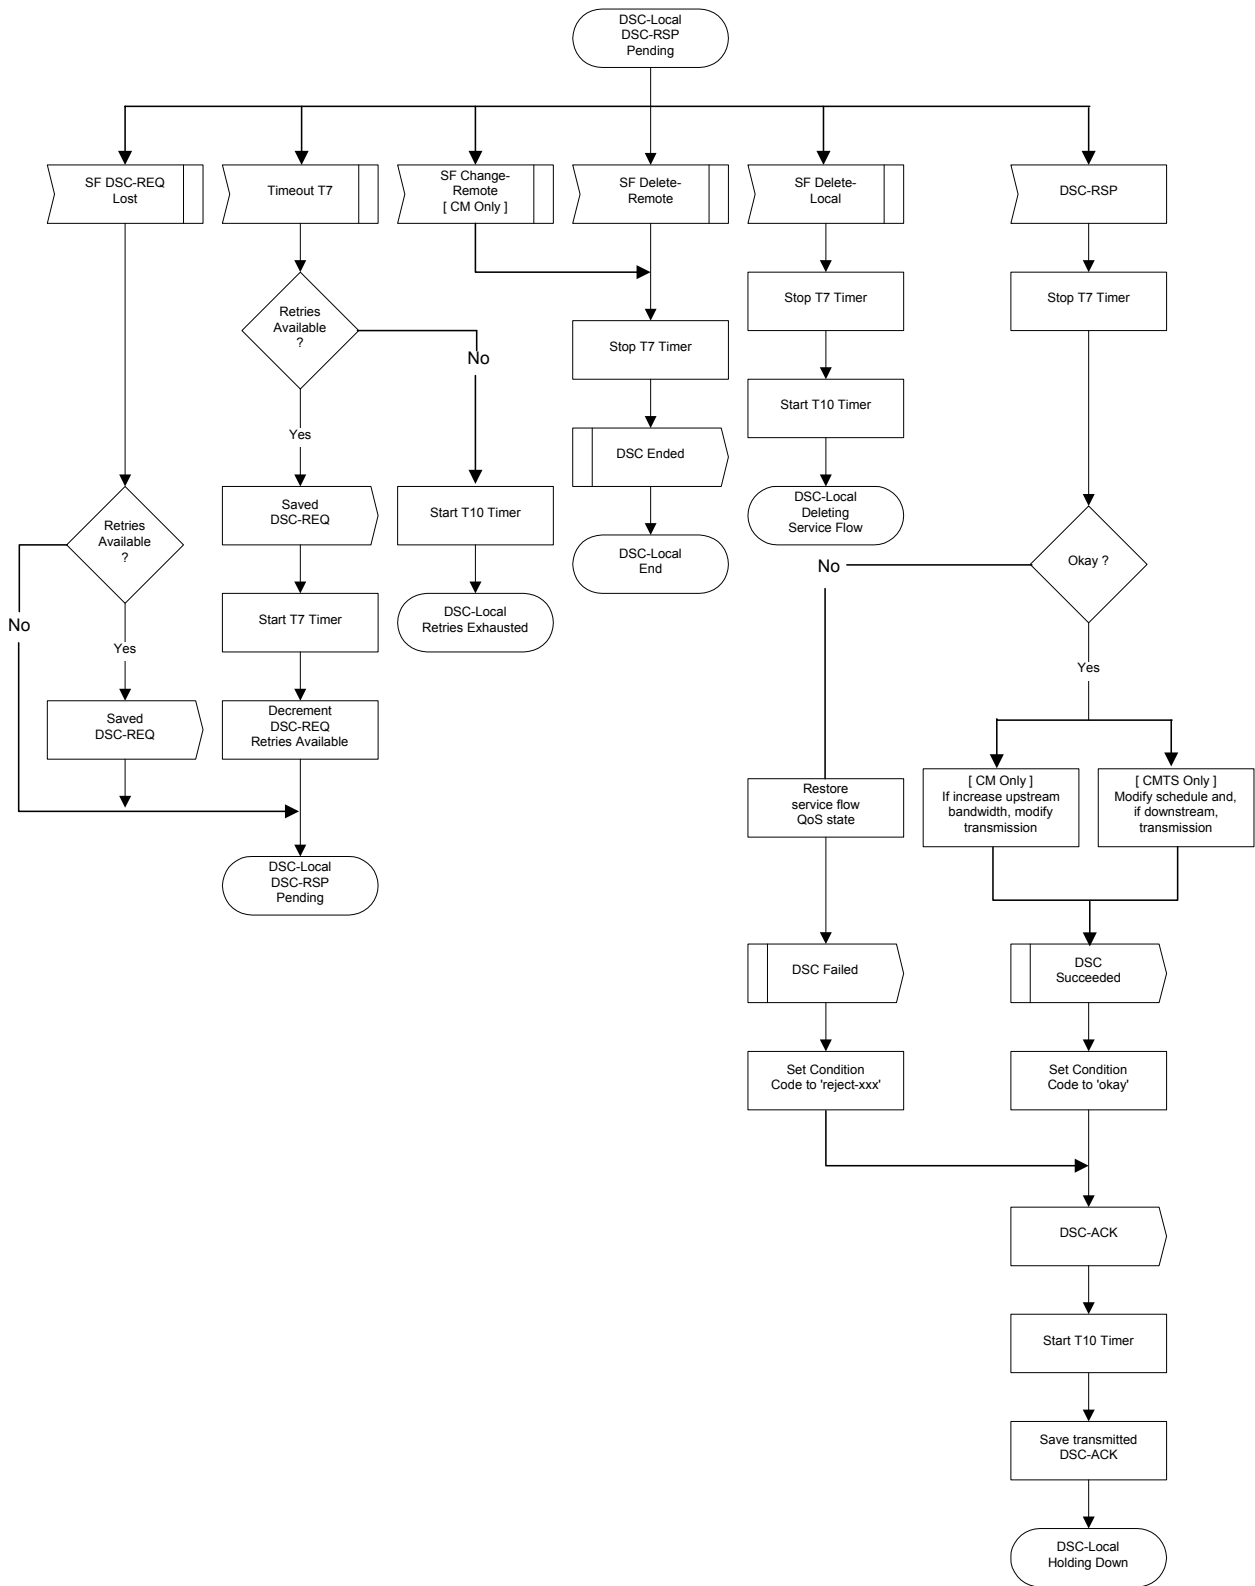 DSC-Local
DSC-RSP
Pending
SF DSC-REQ
Lost
Timeout T7
SF Change-
Remote
[ CM Only ]
SF Delete-
Remote
SF Delete-
Local
DSC-RSP
Retries
Available
?
No
Stop T7 Timer
Stop T7 Timer
Stop T7 Timer
Start T10 Timer
Yes
DSC Ended
Retries
Available
?
No
Saved
DSC-REQ
Start T10 Timer
DSC-Local
Deleting
Service Flow
DSC-Local
End
Okay ?
No
Start T7 Timer
DSC-Local
Retries Exhausted
Yes
Yes
Saved
DSC-REQ
Decrement
DSC-REQ
Retries Available
Restore
service flow
QoS state
[ CM Only ]
If increase upstream
bandwidth, modify
transmission
[ CMTS Only ]
Modify schedule and,
if downstream,
transmission
DSC-Local
DSC-RSP
Pending
DSC Failed
DSC
Succeeded
Set Condition
Code to 'reject-xxx'
Set Condition
Code to 'okay'
DSC-ACK
Start T10 Timer
Save transmitted
DSC-ACK
DSC-Local
Holding Down